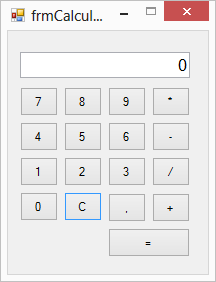 frmCalcul...
0
7 8 9 *
4 5 6 -
1 2 3 /
0 C , +
=